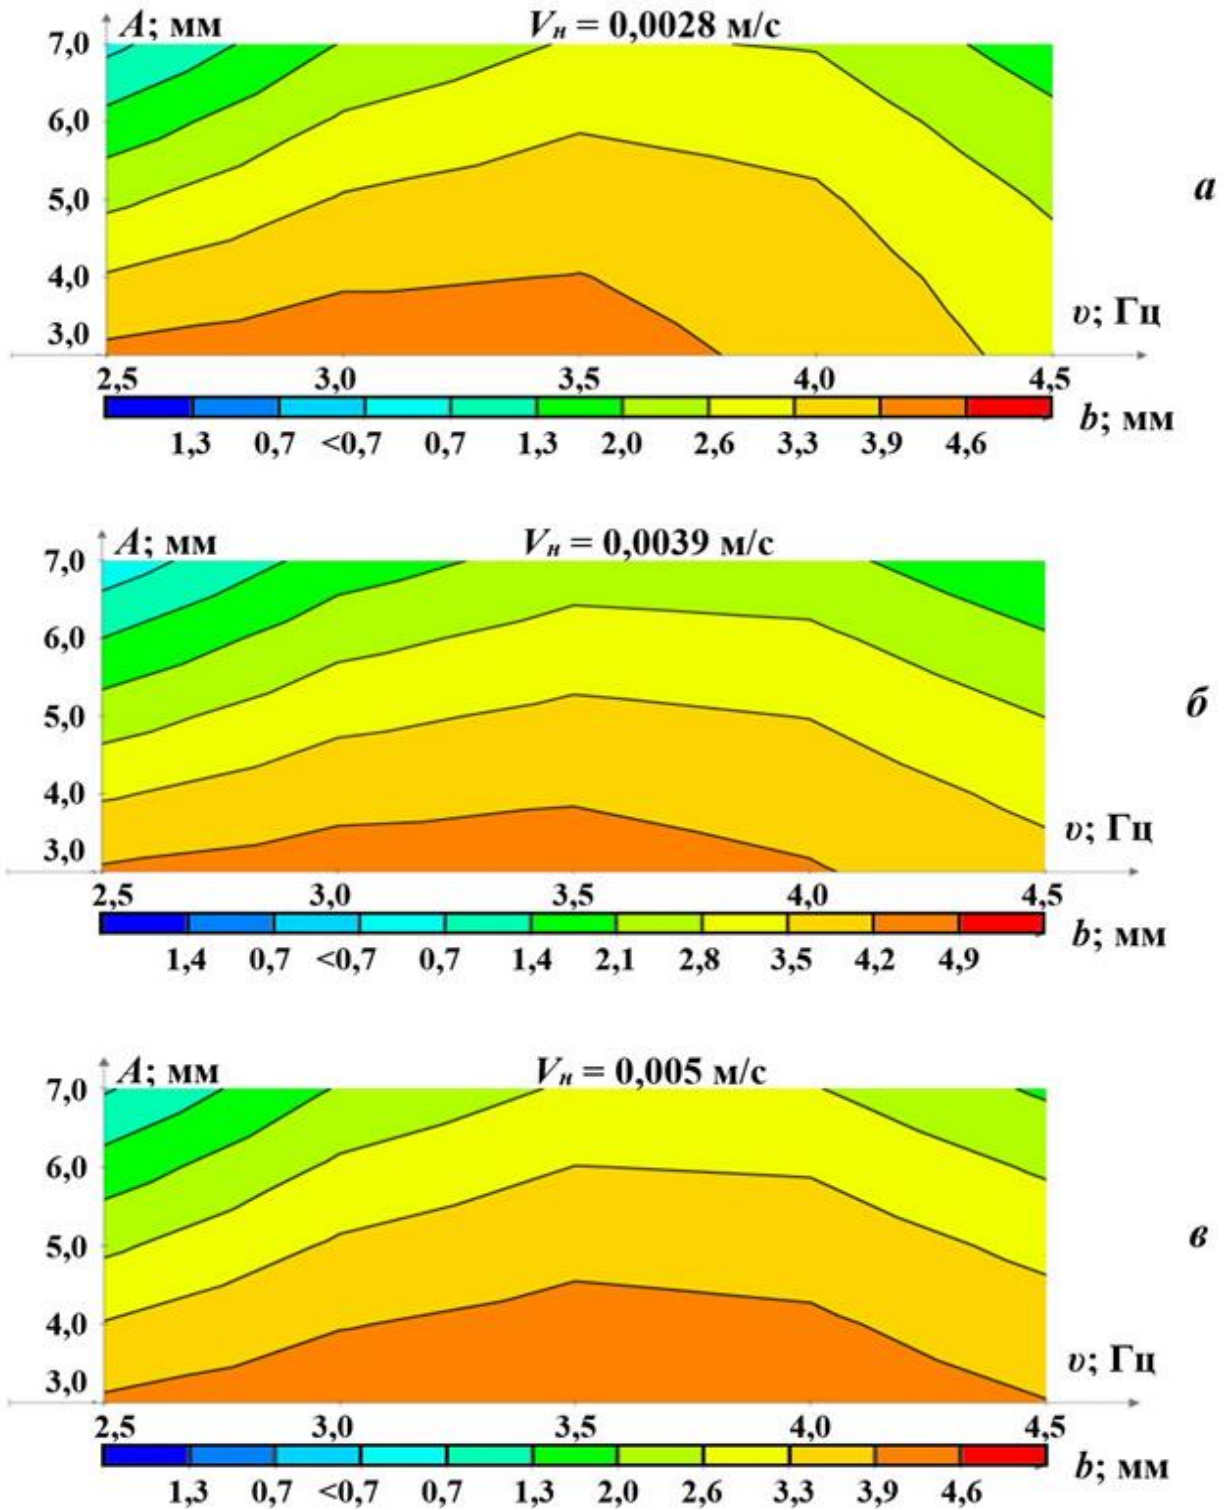 A; мм Vн = 0,0028 м/с
7,0
6,0
5,0
а
4,0
υ; Гц
3,0
2,5 3,0 3,5 4,0 4,5
b; мм
1,3 0,7 <0,7 0,7 1,3 2,0 2,6 3,3 3,9 4,6
A; мм Vн = 0,0039 м/с
7,0
6,0
5,0
б
4,0
υ; Гц
3,0
2,5 3,0 3,5 4,0 4,5
b; мм
1,4 0,7 <0,7 0,7 1,4 2,1 2,8 3,5 4,2 4,9
A; мм Vн = 0,005 м/с
7,0
6,0
5,0
в
4,0
υ; Гц
3,0
2,5 3,0 3,5 4,0 4,5
b; мм
1,3 0,7 <0,7 0,7 1,3 2,0 2,6 3,3 3,9 4,6